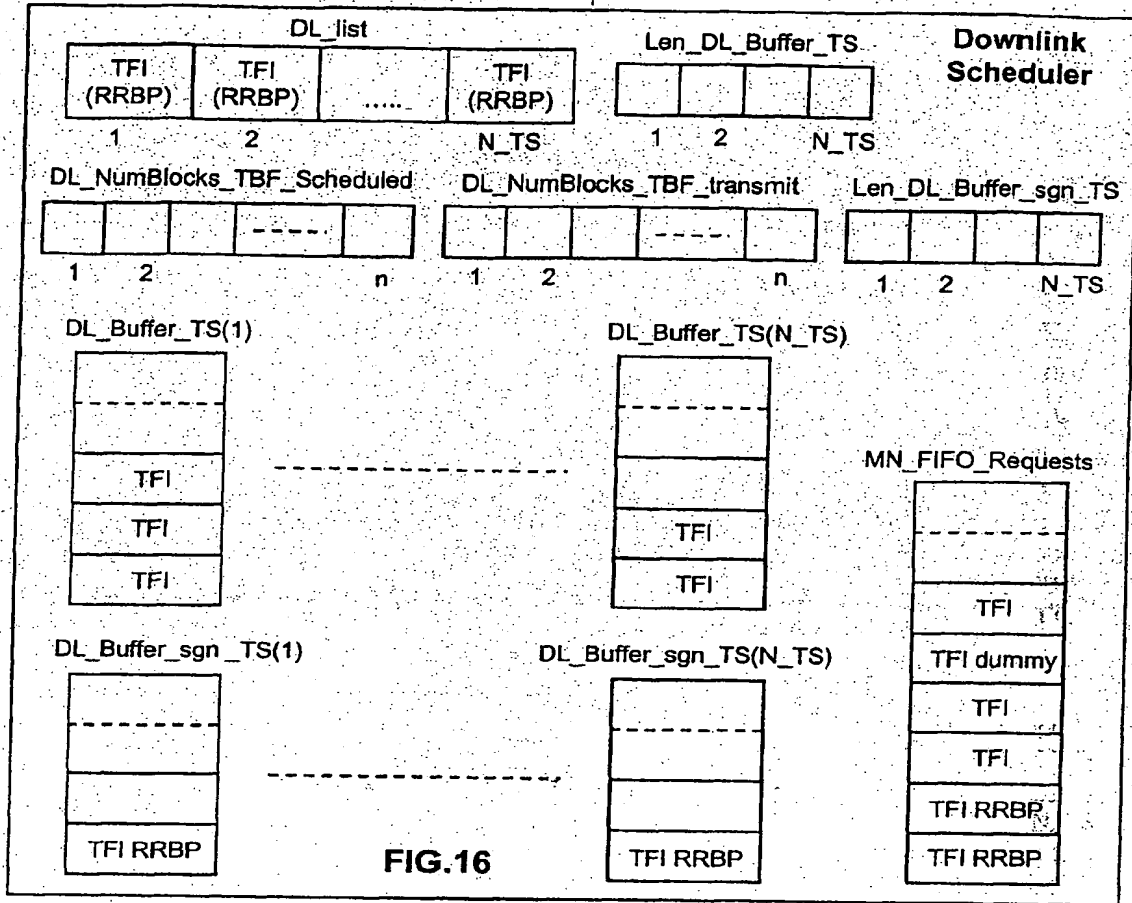 DL_list
Len_DL_Buffer_TS
Downlink
Scheduler
TFI
(RRBP)
TFI
(RRBP)
.....
TFI
(RRBP)
1 2 N_TS
1 2 N_TS
DL_NumBlocks_TBF_Scheduled
DL_NumBlocks_TBF_transmit
Len_DL_Buffer_sgn_TS
1 2 n
1 2 n
1 2 N_TS
DL_Buffer_TS(1)
TFI
TFI
TFI
DL_Buffer_TS(N_TS)
TFI
TFI
MN_FIFO_Requests
TFI
TFI dummy
TFI
TFI
TFI RRBP
TFI RRBP
DL_Buffer_sgn _TS(1)
TFI RRBP
DL_Buffer_sgn_TS(N_TS)
TFI RRBP
FIG.16